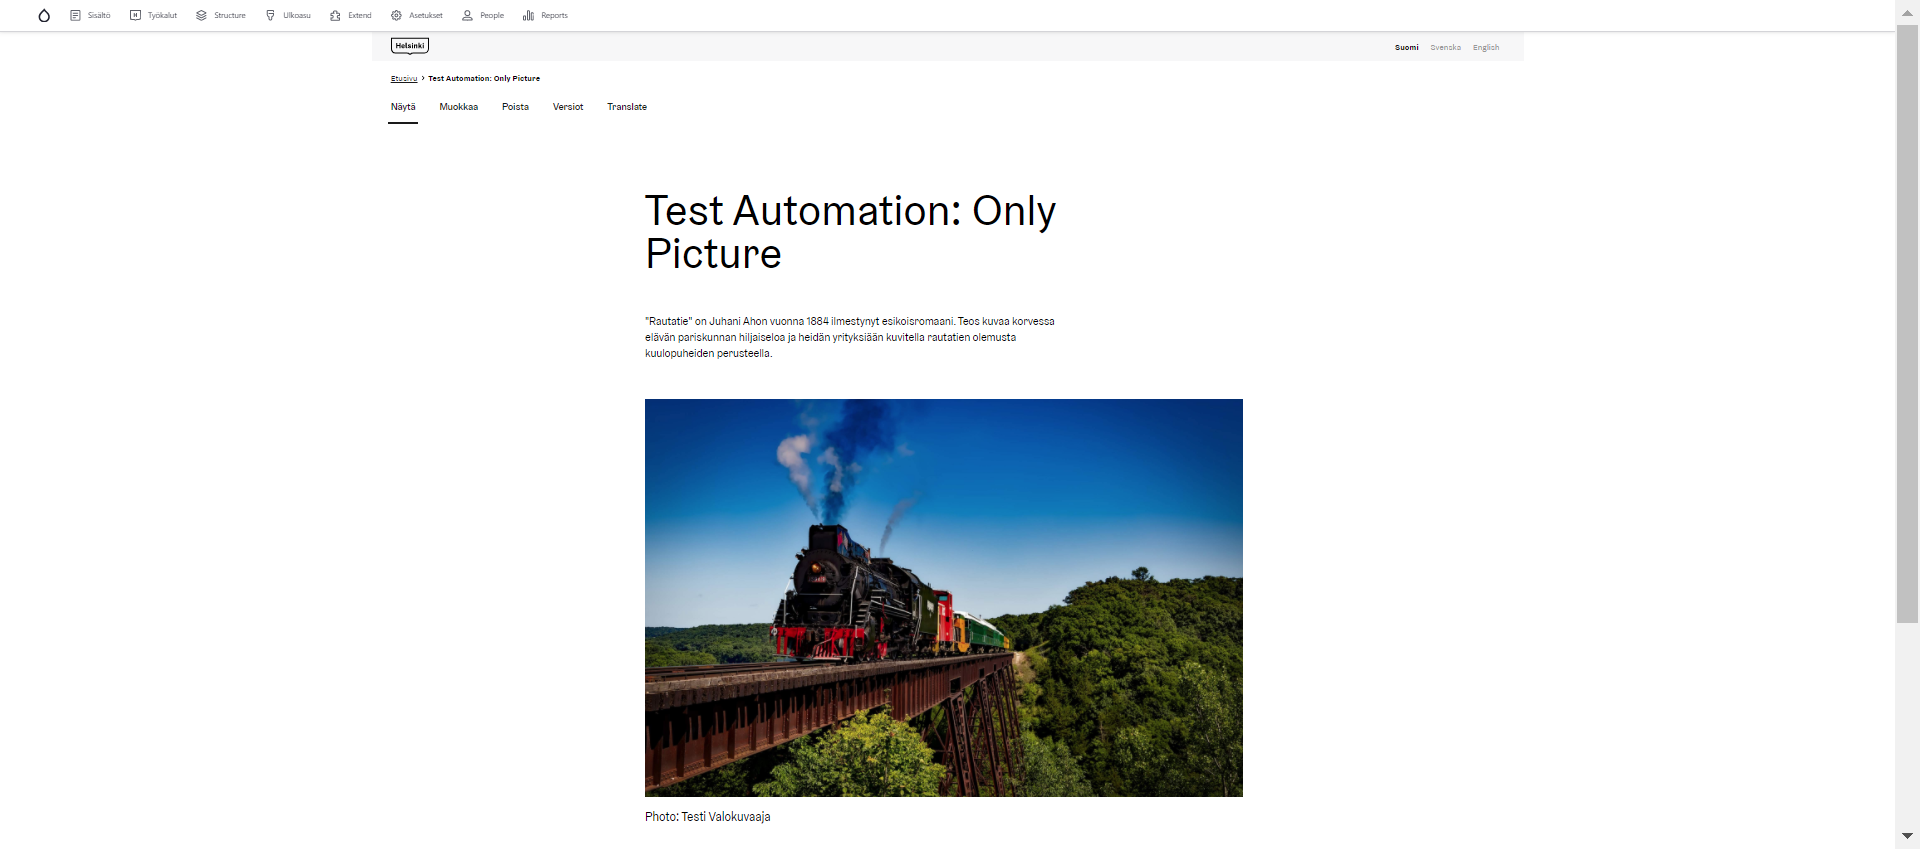 Sisältö Työkalut Structure Ulkoasu Extend Asetukset People Reports
Helsinki Suomi Svenska English
Etusivu > Test Automation: Only Picture
Näytä Muokkaa Poista Versiot Translate
Test Automation: Only
Picture
"Rautatie" on Juhani Ahon vuonna 1884 ilmestynyt esikoisromaani. Teos kuvaa korvessa
elävän pariskunnan hiljaiseloa ja heidän yrityksiään kuvitella rautatien olemusta
kuulopuheiden perusteella.
Photo: Testi Valokuvaaja